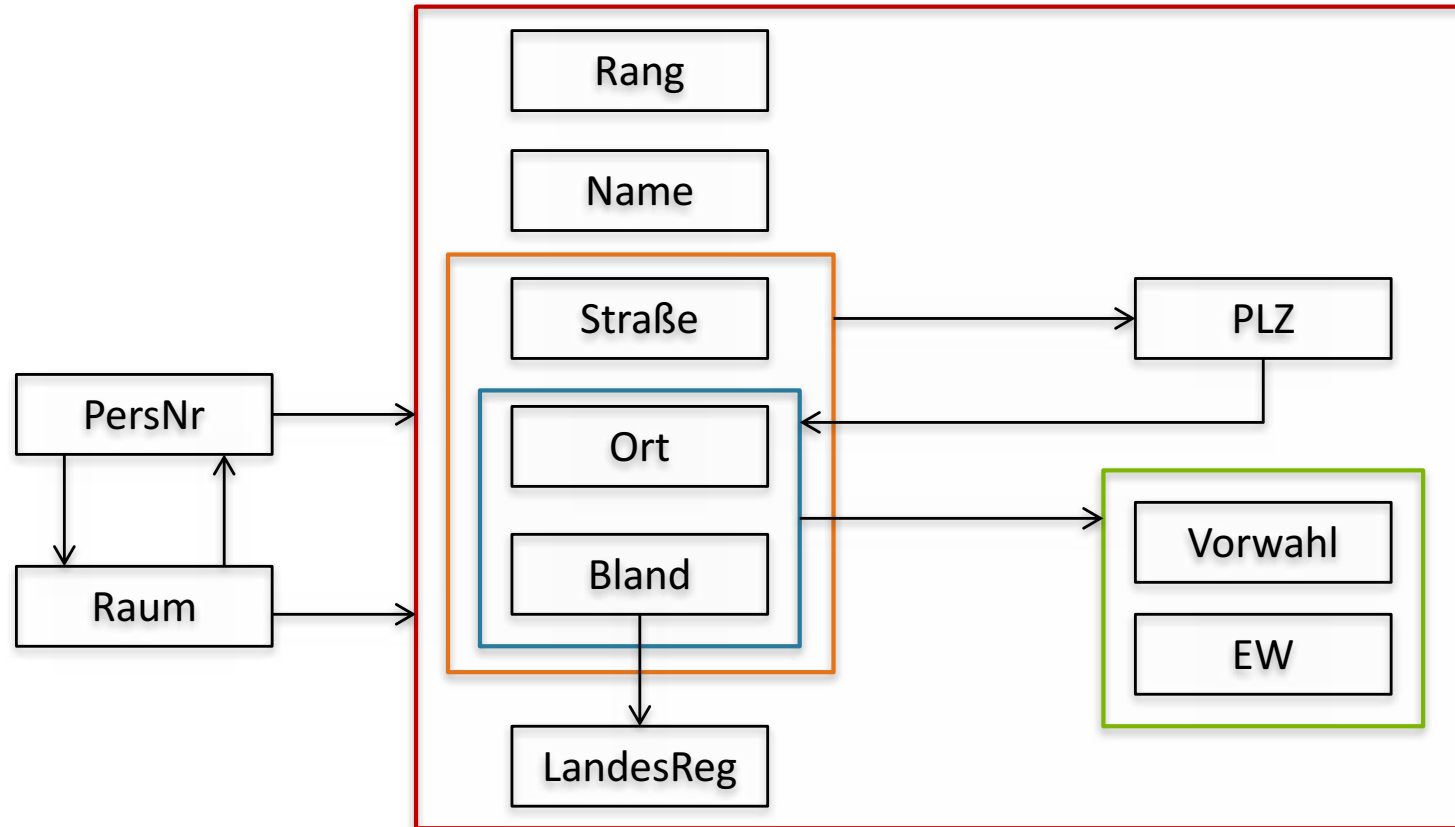 Rang
Name
Straße
PLZ
PersNr
Ort
Vorwahl
Bland
Raum
EW
LandesReg